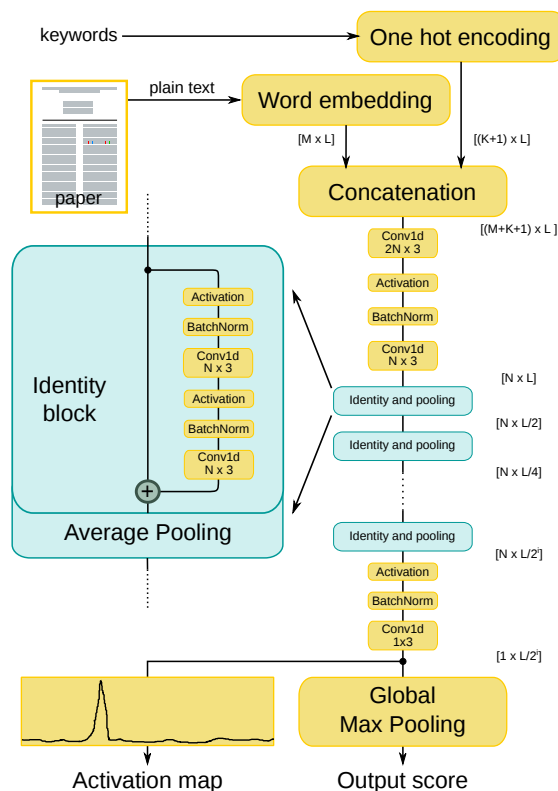 keywords
One hot encoding
plain text
Word embedding
paper
[M x L]
[(K+1) x L]
Concatenation
[(M+K+1) x L ]
Conv1d
2N x 3
Activation
BatchNorm
Conv1d
N x 3
[N x L]
Identity and pooling
[N x L/2]
Identity and pooling
[N x L/4]
Identity and pooling
[N x L/2ⁱ]
Activation
BatchNorm
Conv1d
1x3
[1 x L/2ⁱ]
Identity
block
Activation
BatchNorm
Conv1d
N x 3
Activation
BatchNorm
Conv1d
N x 3
+
Average Pooling
Global
Max Pooling
Activation map
Output score